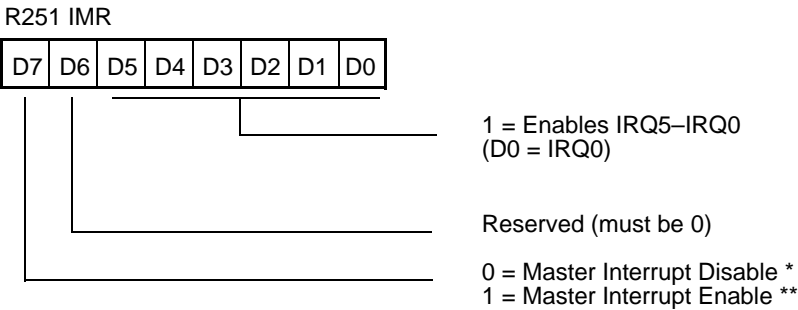 R251 IMR
D7 D6 D5 D4 D3 D2 D1 D0
1 = Enables IRQ5–IRQ0
(D0 = IRQ0)
Reserved (must be 0)
0 = Master Interrupt Disable *
1 = Master Interrupt Enable **